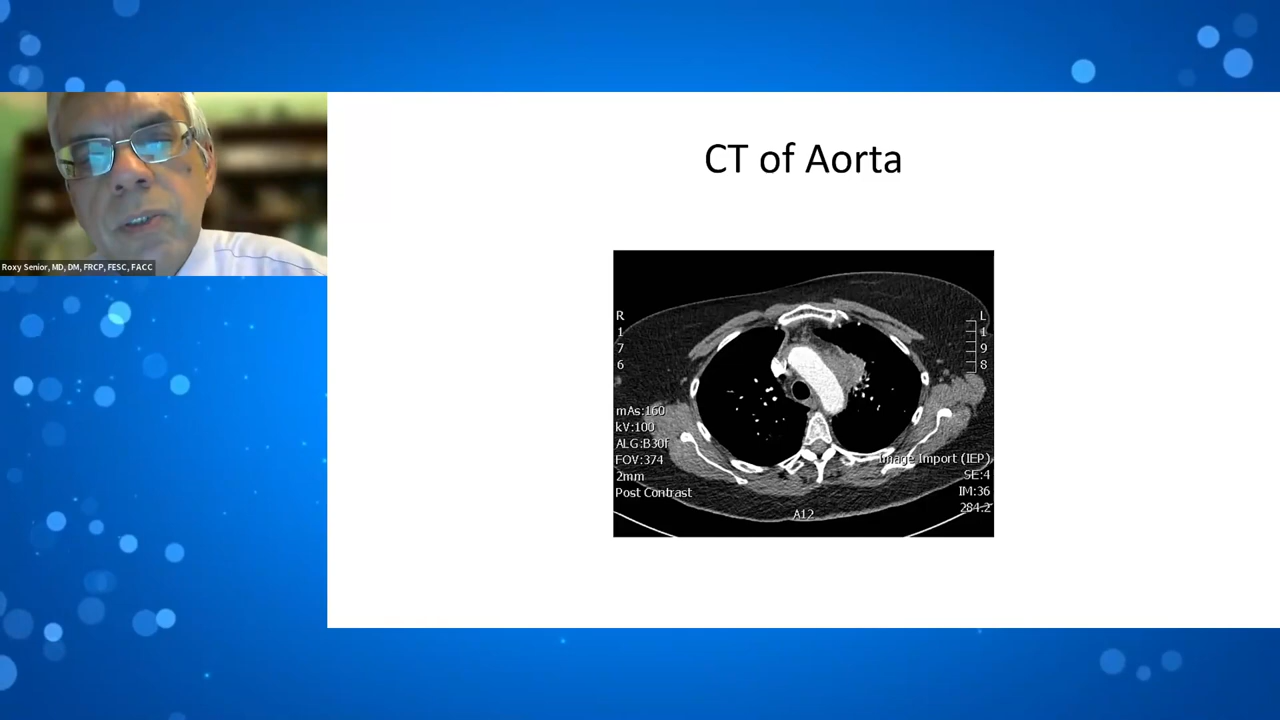 CT of Aorta
Roxy Senior, MD, DM, FRCP, FESC, FACC
R
1
7
6
L
1
9
8
mAs:160
kV:100
ALG:B30f
FOV:374
2mm
Post Contrast
A12
Image Import (IEP)
SE:4
IM:36
284.2